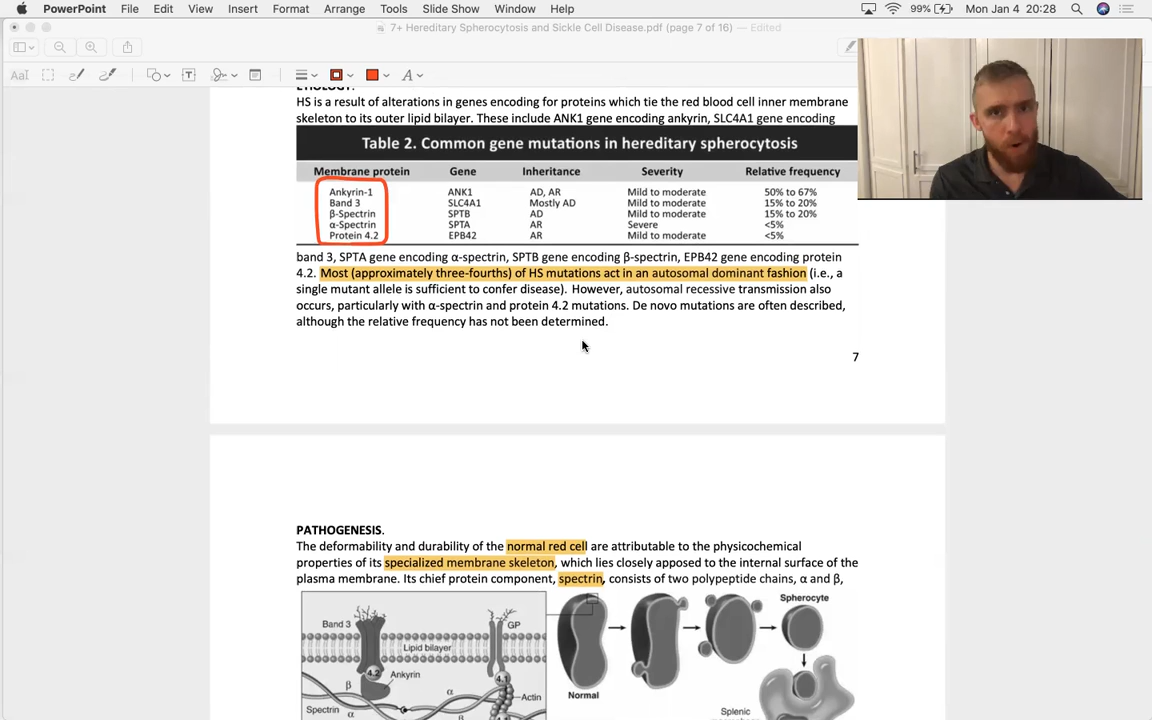 PowerPoint File Edit View Insert Format Arrange Tools Slide Show Window Help 99% Mon Jan 4 20:28
7+ Hereditary Spherocytosis and Sickle Cell Disease.pdf (page 7 of 16) — Edited
AaI T A
ETIOLOGY.
HS is a result of alterations in genes encoding for proteins which tie the red blood cell inner membrane
skeleton to its outer lipid bilayer. These include ANK1 gene encoding ankyrin, SLC4A1 gene encoding
Table 2. Common gene mutations in hereditary spherocytosis
Membrane protein Gene Inheritance Severity Relative frequency
Ankyrin-1 ANK1 AD, AR Mild to moderate 50% to 67%
Band 3 SLC4A1 Mostly AD Mild to moderate 15% to 20%
β-Spectrin SPTB AD Mild to moderate 15% to 20%
α-Spectrin SPTA AR Severe <5%
Protein 4.2 EPB42 AR Mild to moderate <5%
band 3, SPTA gene encoding α-spectrin, SPTB gene encoding β-spectrin, EPB42 gene encoding protein
4.2. Most (approximately three-fourths) of HS mutations act in an autosomal dominant fashion (i.e., a
single mutant allele is sufficient to confer disease). However, autosomal recessive transmission also
occurs, particularly with α-spectrin and protein 4.2 mutations. De novo mutations are often described,
although the relative frequency has not been determined.
7
PATHOGENESIS.
The deformability and durability of the normal red cell are attributable to the physicochemical
properties of its specialized membrane skeleton, which lies closely apposed to the internal surface of the
plasma membrane. Its chief protein component, spectrin, consists of two polypeptide chains, α and β,
Spherocyte
Band 3 GP
Lipid bilayer
4.2 Ankyrin 4.1
β α Actin
Normal
Spectrin α β
Splenic